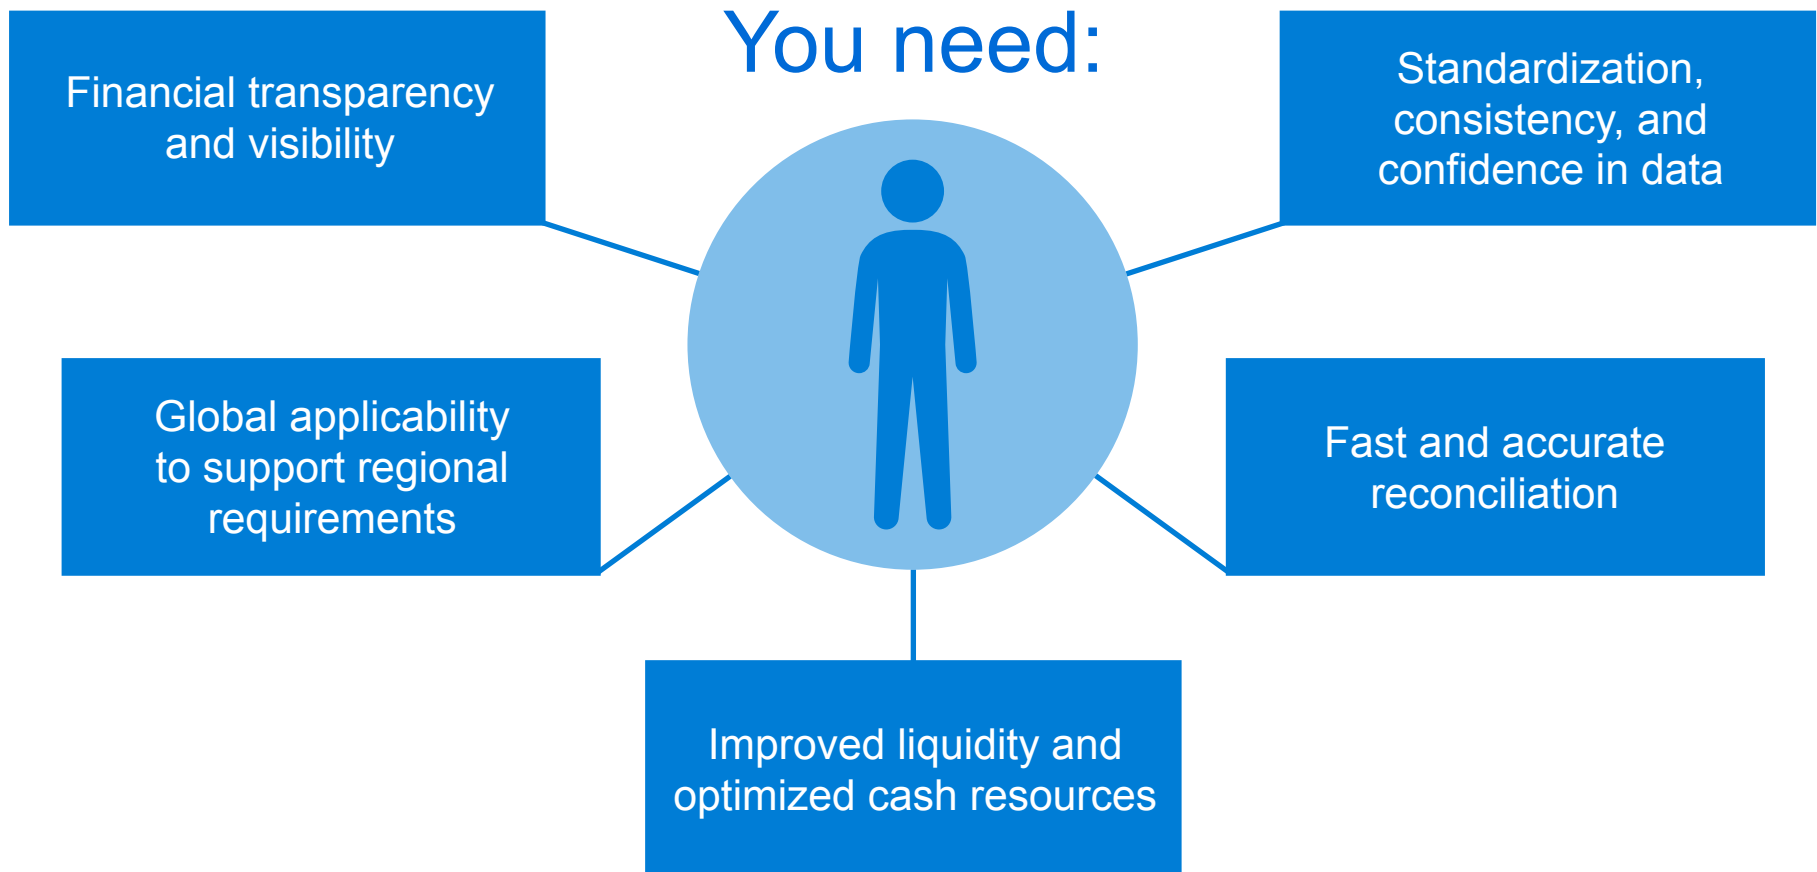 You need:
Financial transparency
and visibility
Standardization,
consistency, and
confidence in data
Global applicability
to support regional
requirements
Fast and accurate
reconciliation
Improved liquidity and
optimized cash resources